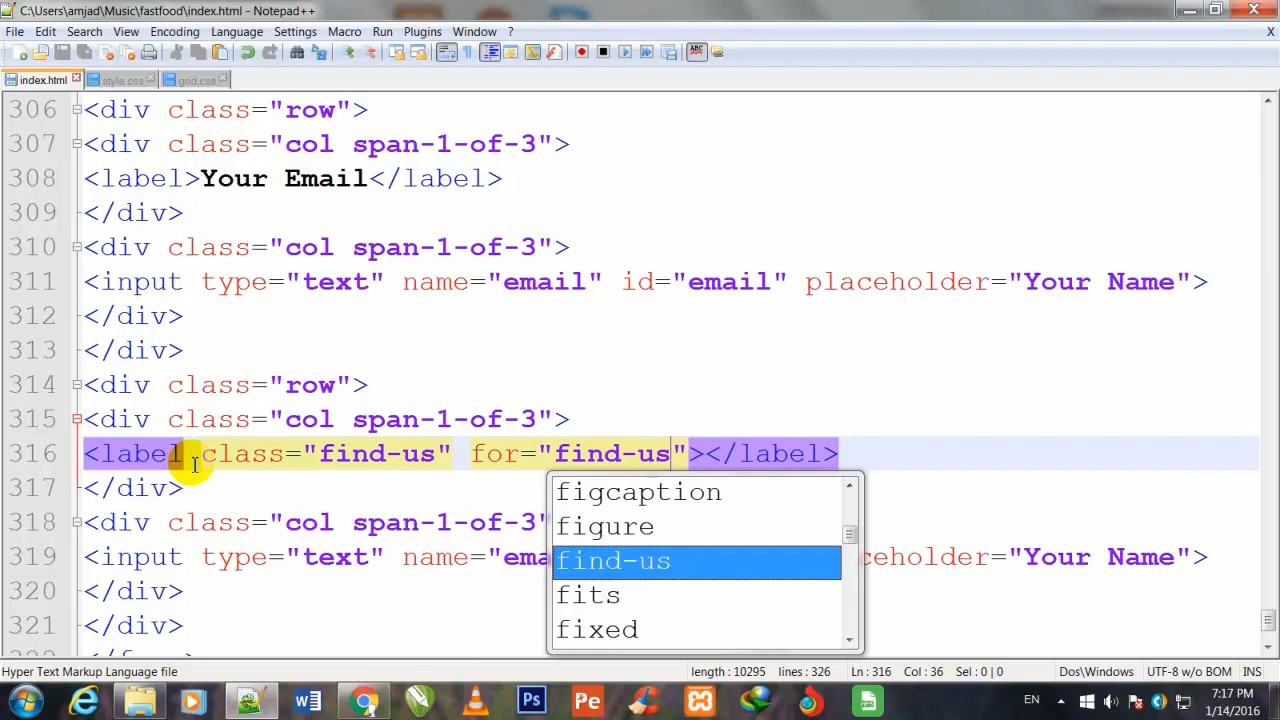 C:\Users\amjad\Music\fastfood\index.html - Notepad++
File Edit Search View Encoding Language Settings Macro Run Plugins Window ? X
index.html style.css grid.css
306 <div class="row">
307 <div class="col span-1-of-3">
308 <label>Your Email</label>
309 </div>
310 <div class="col span-1-of-3">
311 <input type="text" name="email" id="email" placeholder="Your Name">
312 </div>
313 </div>
314 <div class="row">
315 <div class="col span-1-of-3">
316 <label class="find-us" for="find-us"></label>
317 </div>
figcaption
318 <div class="col span-1-of-3"
figure
319 <input type="text" name="ema ceholder="Your Name">
find-us
320 </div>
fits
321 </div>
fixed
Hyper Text Markup Language file length : 10295 lines : 326 Ln : 316 Col : 36 Sel : 0 | 0 Dos\Windows UTF-8 w/o BOM INS
EN 7:17 PM
1/14/2016